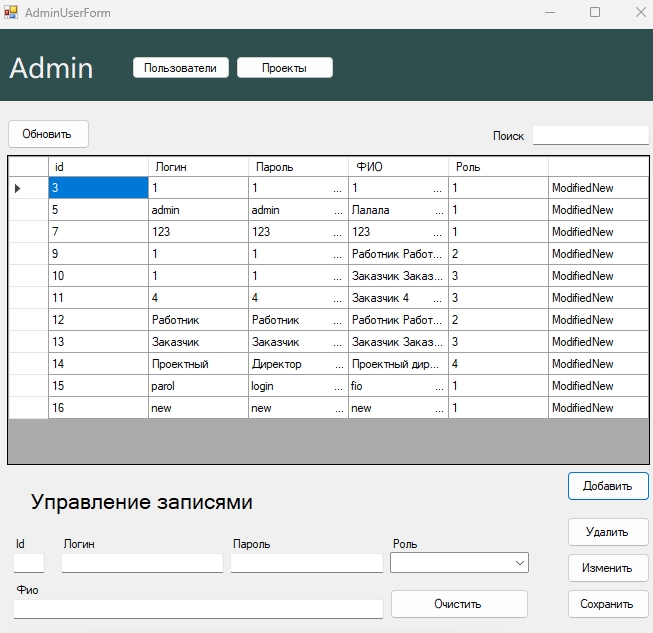 AdminUserForm
Admin Пользователи Проекты
Обновить Поиск
id Логин Пароль ФИО Роль
3 1 1 ... 1 ... 1 ModifiedNew
5 admin admin ... Лалала ... 1 ModifiedNew
7 123 123 ... 123 ... 1 ModifiedNew
9 1 1 ... Работник Работ... 2 ModifiedNew
10 1 1 ... Заказчик Заказ... 3 ModifiedNew
11 4 4 ... Заказчик 4 ... 3 ModifiedNew
12 Работник Работник ... Работник Работ... 2 ModifiedNew
13 Заказчик Заказчик ... Заказчик Заказ... 3 ModifiedNew
14 Проектный Директор ... Проектный дир... 4 ModifiedNew
15 parol login ... fio ... 1 ModifiedNew
16 new new ... new ... 1 ModifiedNew
Добавить
Управление записями
Удалить
Id Логин Пароль Роль
Изменить
Фио
Очистить Сохранить